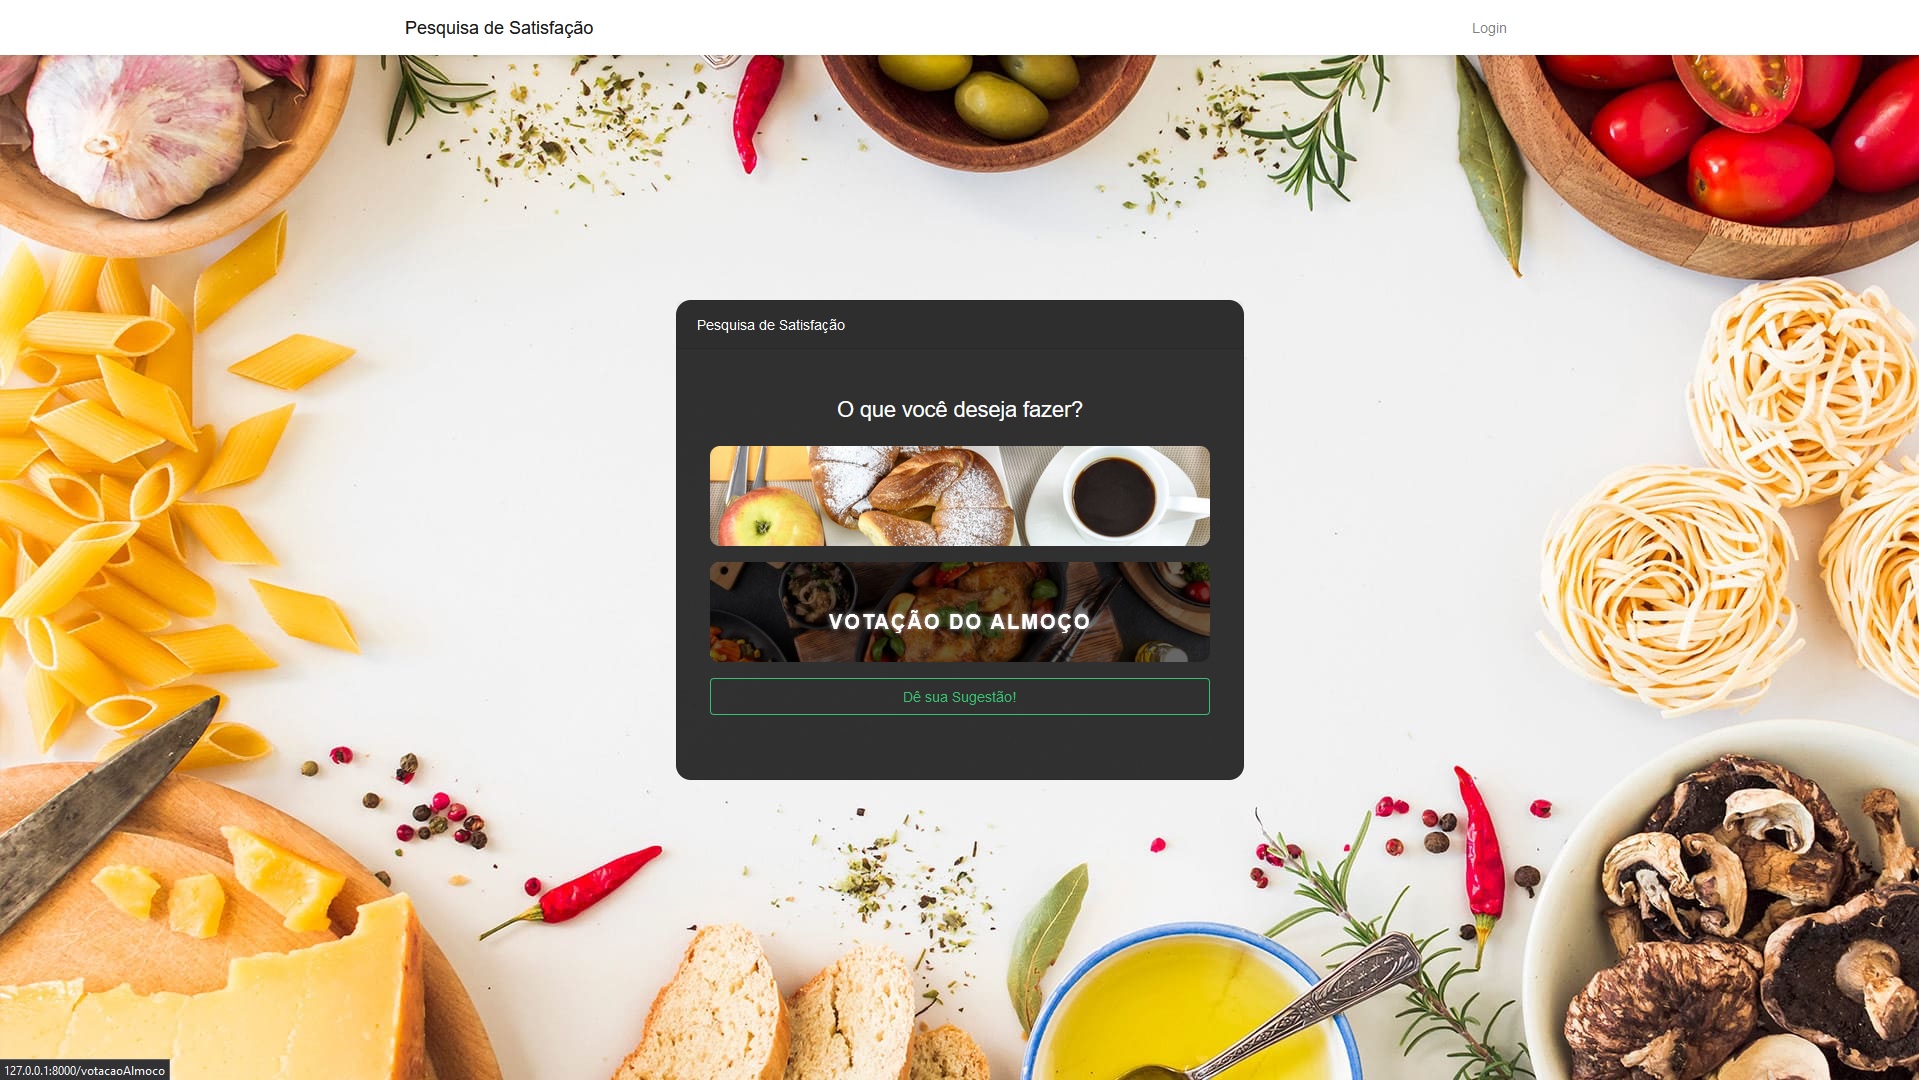 Pesquisa de Satisfação
Login
Pesquisa de Satisfação
O que você deseja fazer?
VOTAÇÃO DO ALMOÇO
Dê sua Sugestão!
127.0.0.1:8000/votacaoAlmoco